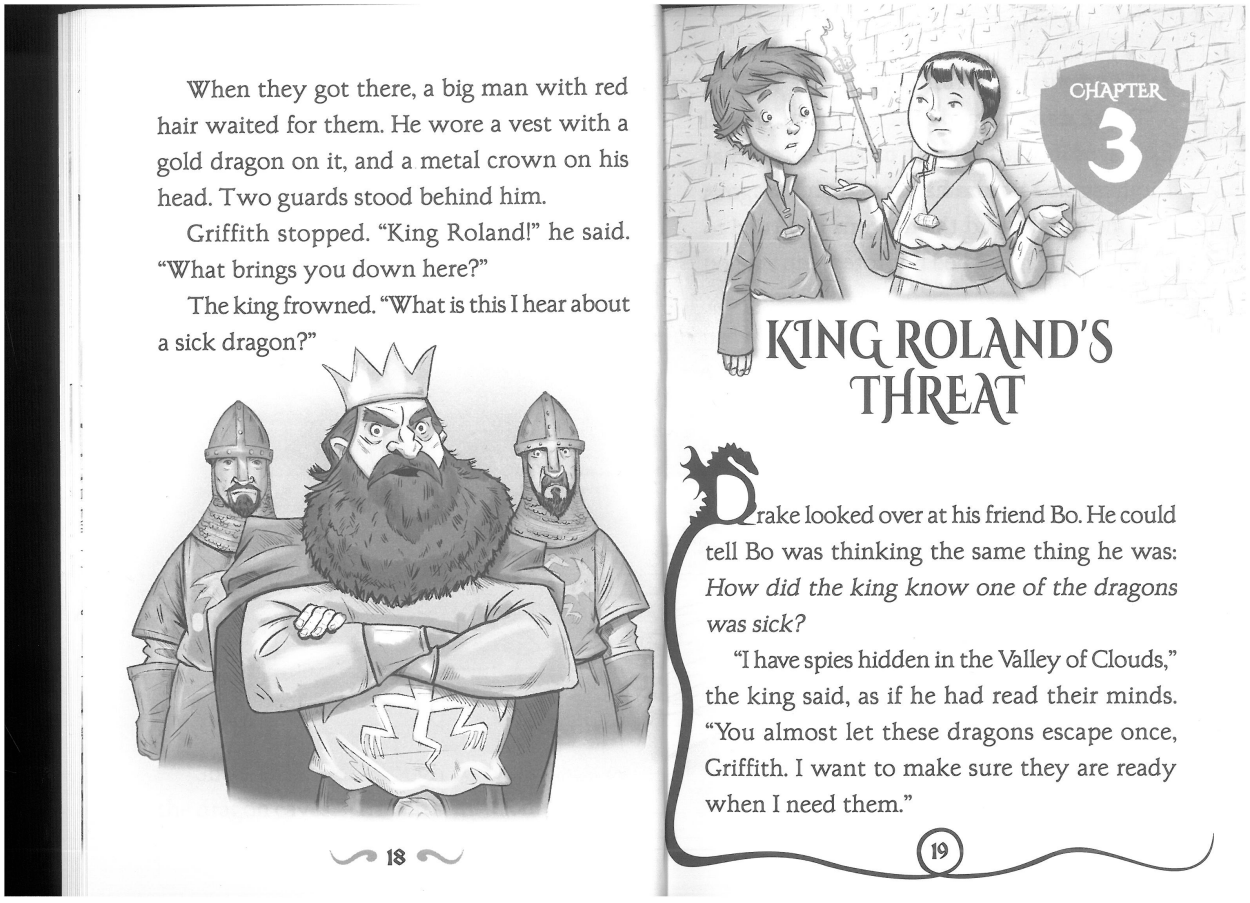 When they got there, a big man with red
hair waited for them. He wore a vest with a
gold dragon on it, and a metal crown on his
head. Two guards stood behind him.
Griffith stopped. “King Roland!” he said.
“What brings you down here?”
The king frowned. “What is this I hear about
a sick dragon?”
18
CHAPTER
3
KING ROLAND'S
THREAT
Drake looked over at his friend Bo. He could
tell Bo was thinking the same thing he was:
How did the king know one of the dragons
was sick?
“I have spies hidden in the Valley of Clouds,”
the king said, as if he had read their minds.
“You almost let these dragons escape once,
Griffith. I want to make sure they are ready
when I need them.”
19